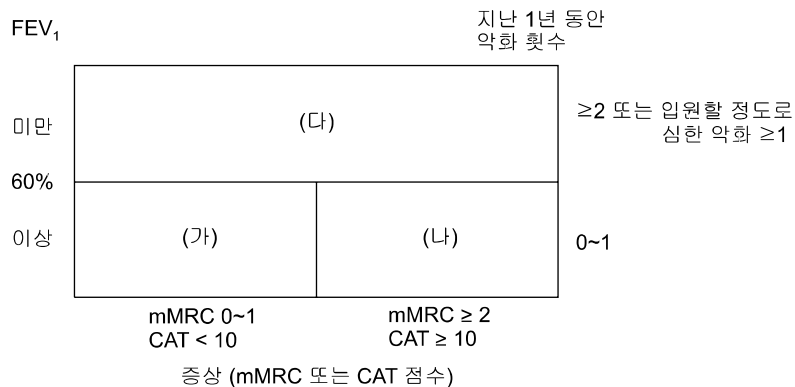 FEV₁
지난 1년 동안
악화 횟수
미만
(다)
≥2 또는 입원할 정도로
심한 악화 ≥1
60%
이상
(가)
(나)
0~1
mMRC 0~1
CAT < 10
mMRC ≥ 2
CAT ≥ 10
증상 (mMRC 또는 CAT 점수)